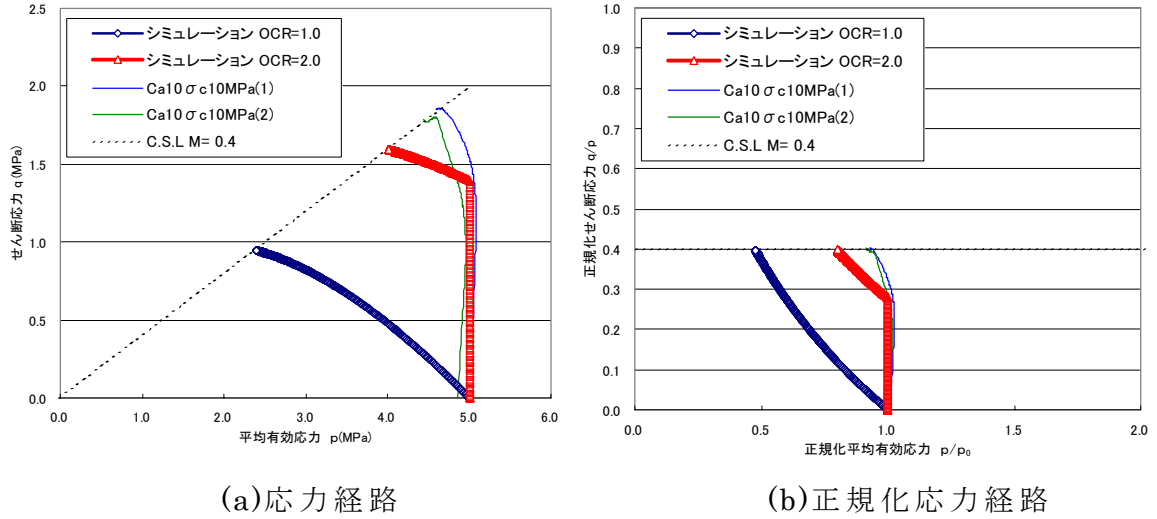 2.5
2.0
1.5
1.0
0.5
0.0
せん断応力 q (MPa)
シミュレーション OCR=1.0
シミュレーション OCR=2.0
Ca10 σc10MPa(1)
Ca10 σc10MPa(2)
C.S.L M= 0.4
0.0 1.0 2.0 3.0 4.0 5.0 6.0
平均有効応力 p(MPa)
(a)応力経路
1.0
0.9
0.8
0.7
0.6
0.5
0.4
0.3
0.2
0.1
0.0
正規化せん断応力 q/p
シミュレーション OCR=1.0
シミュレーション OCR=2.0
Ca10 σc10MPa(1)
Ca10 σc10MPa(2)
C.S.L M= 0.4
0.0 0.5 1.0 1.5 2.0
正規化平均有効応力 p/p₀
(b)正規化応力経路